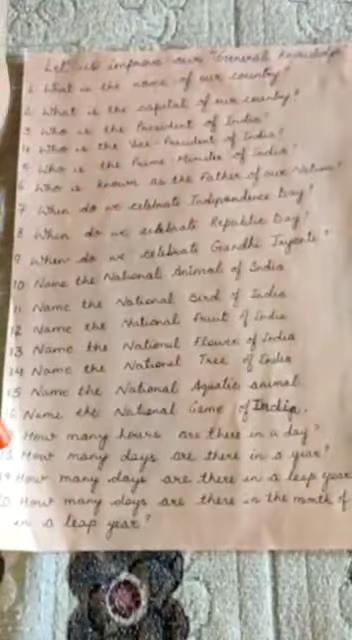 Let us improve our "General Knowledge
1 What is the name of our country?
2 What is the capital of our country?
3 Who is the President of India?
4 Who is the Vice-President of India?
5 Who is the Prime Minister of India?
6 Who is known as the Father of our Nation?
7 When do we celebrate Independence Day?
8 When do we celebrate Republic Day?
9 When do we celebrate Gandhi Jayanti?
10 Name the National Animal of India
11 Name the National Bird of India
12 Name the National Fruit of India
13 Name the National Flower of India
14 Name the National Tree of India
15 Name the National Aquatic animal
Name the National Game of India.
How many hours are there in a day?
How many days are there in a year?
How many days are there in a leap year
How many days are there in the month of
in a leap year?